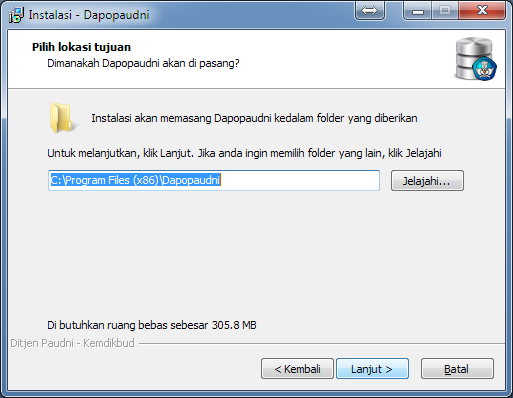 Instalasi - Dapopaudni
Pilih lokasi tujuan
Dimanakah Dapopaudni akan di pasang?
Instalasi akan memasang Dapopaudni kedalam folder yang diberikan
Untuk melanjutkan, klik Lanjut. Jika anda ingin memilih folder yang lain, klik Jelajahi
C:\Program Files (x86)\Dapopaudni
Jelajahi...
Di butuhkan ruang bebas sebesar 305.8 MB
Ditjen Paudni - Kemdikbud
< Kembali
Lanjut >
Batal